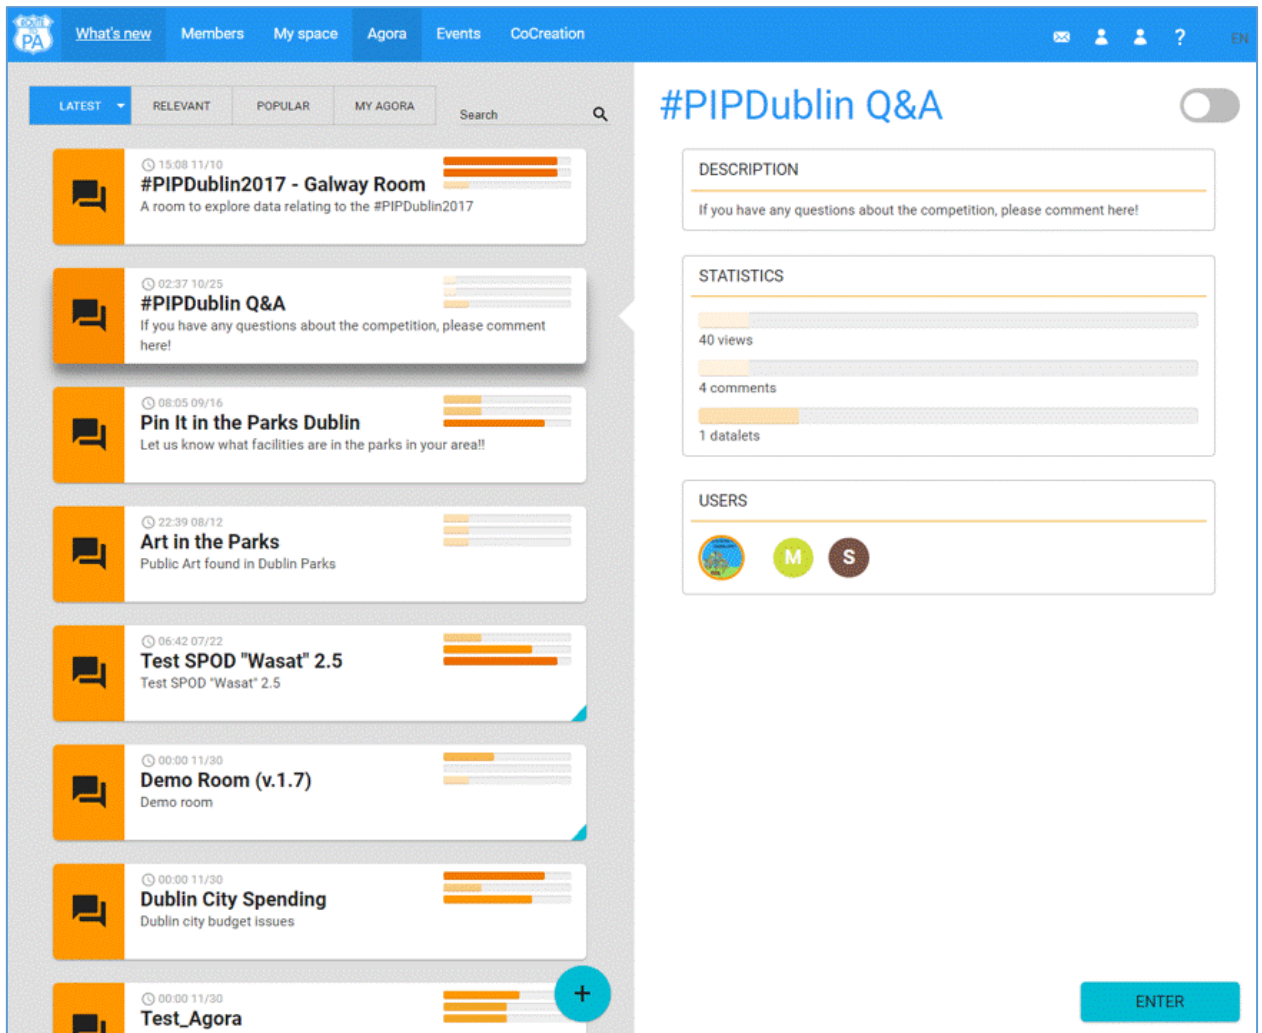 ROUTE
PA
What's new
Members
My space
Agora
Events
CoCreation
?
EN
LATEST
RELEVANT
POPULAR
MY AGORA
Search
15:08 11/10
#PIPDublin2017 - Galway Room
A room to explore data relating to the #PIPDublin2017
02:37 10/25
#PIPDublin Q&A
If you have any questions about the competition, please comment
here!
08:05 09/16
Pin It in the Parks Dublin
Let us know what facilities are in the parks in your area!!
22:39 08/12
Art in the Parks
Public Art found in Dublin Parks
06:42 07/22
Test SPOD "Wasat" 2.5
Test SPOD "Wasat" 2.5
00:00 11/30
Demo Room (v.1.7)
Demo room
00:00 11/30
Dublin City Spending
Dublin city budget issues
00:00 11/30
Test_Agora
+
#PIPDublin Q&A
DESCRIPTION
If you have any questions about the competition, please comment here!
STATISTICS
40 views
4 comments
1 datalets
USERS
M
S
ENTER